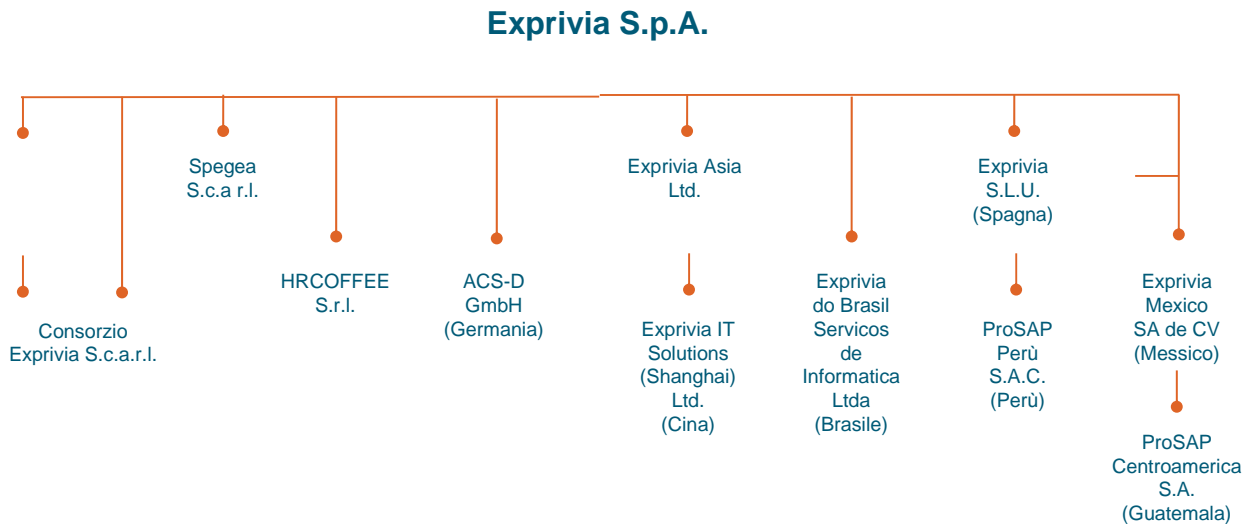 Exprivia S.p.A.
Spegea
S.c.a r.l.
Exprivia Asia
Ltd.
Exprivia
S.L.U.
(Spagna)
HRCOFFEE
S.r.l.
ACS-D
GmbH
(Germania)
Exprivia
do Brasil
Servicos
de
Informatica
Ltda
(Brasile)
Exprivia
Mexico
SA de CV
(Messico)
Consorzio
Exprivia S.c.a.r.l.
Exprivia IT
Solutions
(Shanghai)
Ltd.
(Cina)
ProSAP
Perù
S.A.C.
(Perù)
ProSAP
Centroamerica
S.A.
(Guatemala)